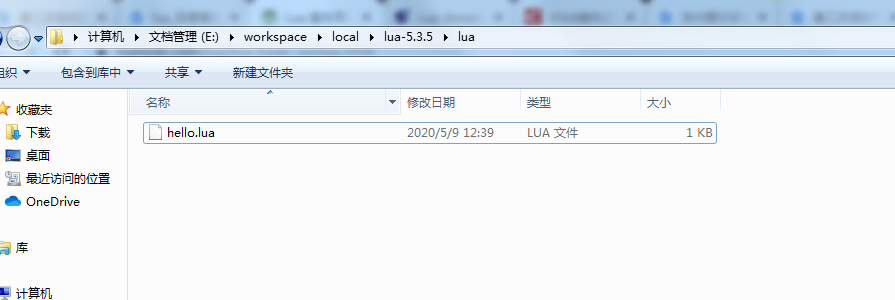 计算机 文档管理 (E:) workspace local lua-5.3.5 lua
组织 包含到库中 共享 新建文件夹
名称 修改日期 类型 大小
收藏夹
hello.lua 2020/5/9 12:39 LUA 文件 1 KB
下载
桌面
最近访问的位置
OneDrive
库
计算机